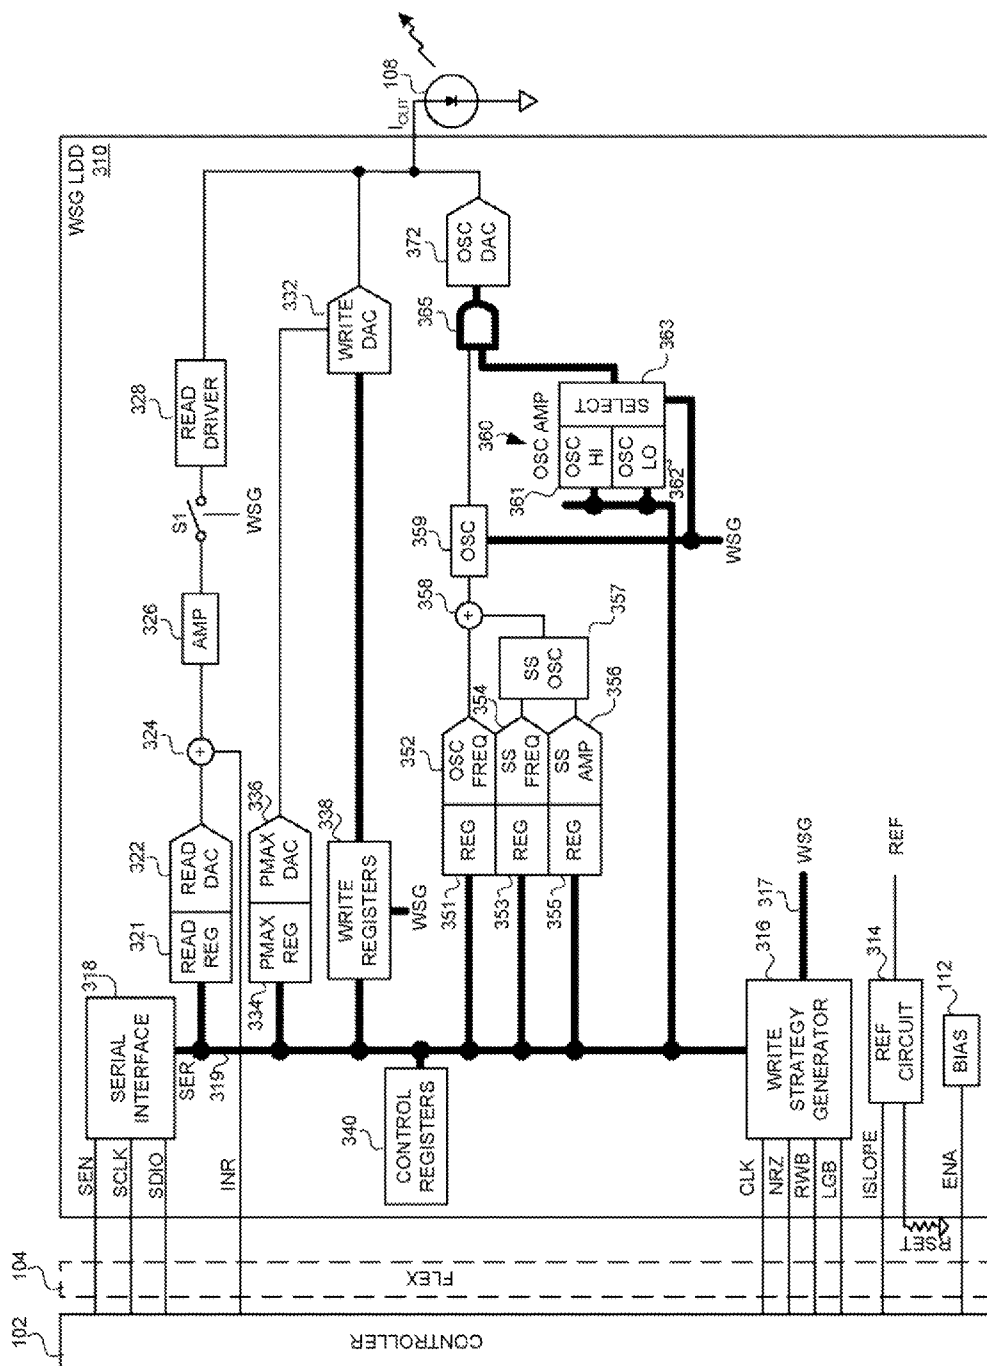 102
CONTROLLER
104
FLEX
WSG LDD
310
SEN
SCLK
SDIO
INR
318
SERIAL
INTERFACE
SER
319
321
READ
REG
322
READ
DAC
324
+
326
AMP
S1
WSG
328
READ
DRIVER
334
PMAX
REG
336
PMAX
DAC
338
WRITE
REGISTERS
WSG
332
WRITE
DAC
340
CONTROL
REGISTERS
351
REG
352
OSC
FREQ
353
REG
354
SS
FREQ
355
REG
356
SS
AMP
357
SS
OSC
358
+
359
OSC
360
OSC AMP
361
OSC
HI
362
OSC
LO
363
SELECT
WSG
365
372
OSC
DAC
IOUT
108
CLK
NRZ
RWB
LGB
316
WRITE
STRATEGY
GENERATOR
317
WSG
ISLOPE
RSET
314
REF
CIRCUIT
REF
ENA
112
BIAS